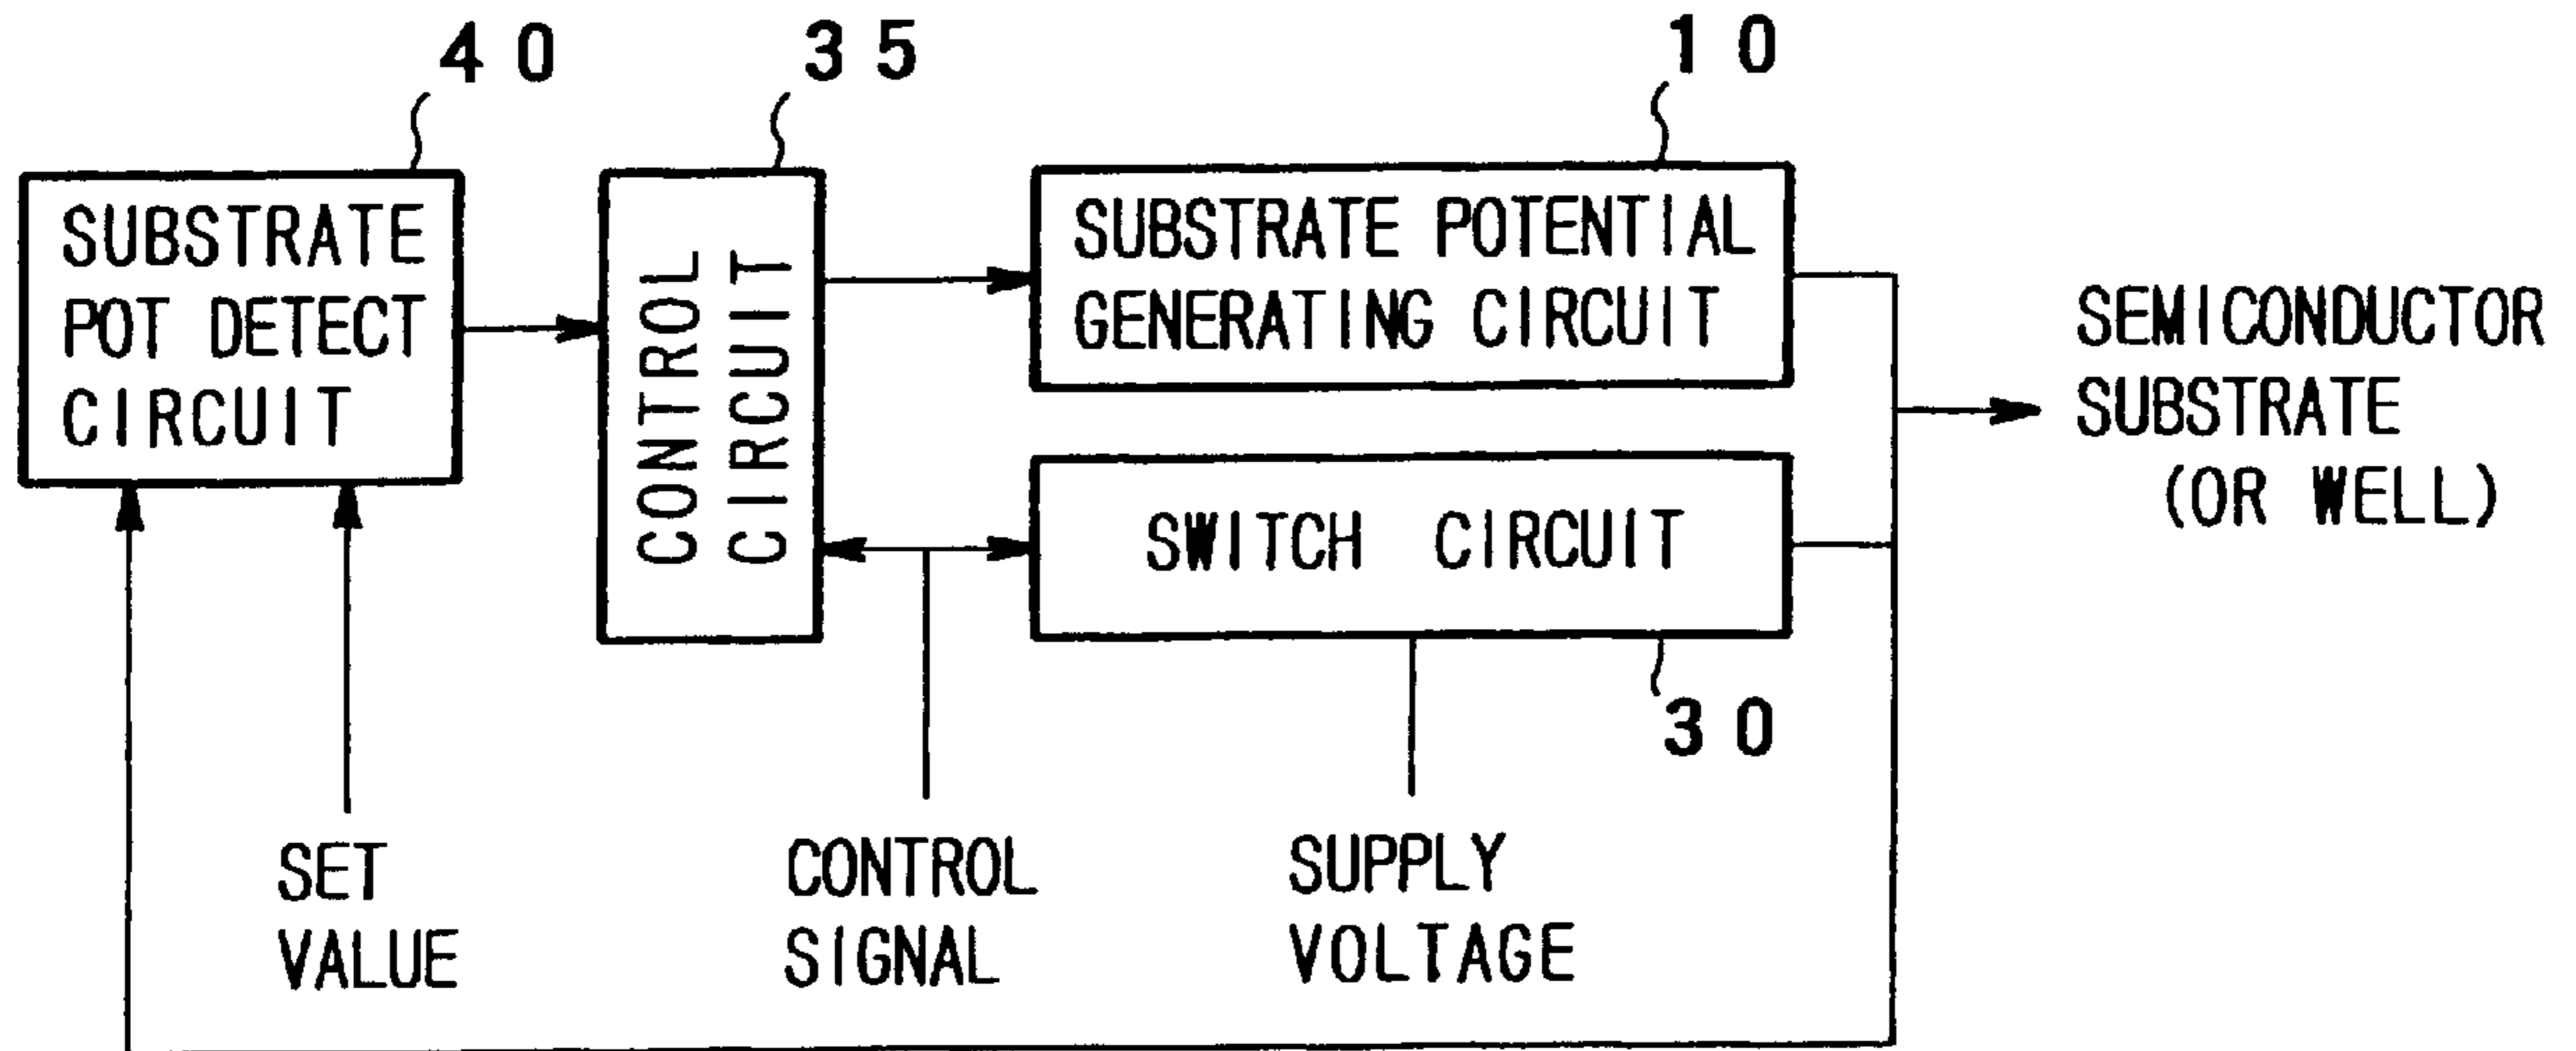 40
35
10
SUBSTRATE
POT DETECT
CIRCUIT
CONTROL
CIRCUIT
SUBSTRATE POTENTIAL
GENERATING CIRCUIT
SEMICONDUCTOR
SUBSTRATE
(OR WELL)
SWITCH CIRCUIT
30
SET
VALUE
CONTROL
SIGNAL
SUPPLY
VOLTAGE